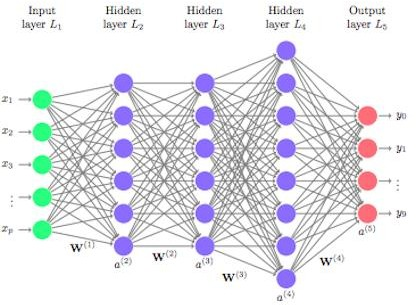 Input
layer L₁
Hidden
layer L₂
Hidden
layer L₃
Hidden
layer L₄
Output
layer L₅
x₁
x₂
x₃
⋮
xₚ
y₀
y₁
⋮
y₉
W⁽¹⁾
a⁽²⁾
W⁽²⁾
a⁽³⁾
W⁽³⁾
a⁽⁴⁾
W⁽⁴⁾
a⁽⁵⁾